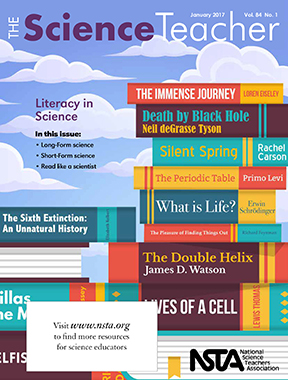 THE Science Teacher
January 2017 Vol. 84 No. 1
Literacy in
Science
In this issue:
• Long-form science
• Short-form science
• Read like a scientist
THE IMMENSE JOURNEY LOREN EISELEY
Death by Black Hole
Neil deGrasse Tyson
Silent Spring Rachel
Carson
The Periodic Table Primo Levi
What is Life? Erwin
Schrödinger
The Pleasure of Finding Things Out Richard Feynman
The Sixth Extinction:
An Unnatural History
The Double Helix
James D. Watson
LIVES OF A CELL LEWIS THOMAS
illas
he M
ELFIS
Visit www.nsta.org
to find more resources
for science educators
NSTA National
Science
Teachers
Association